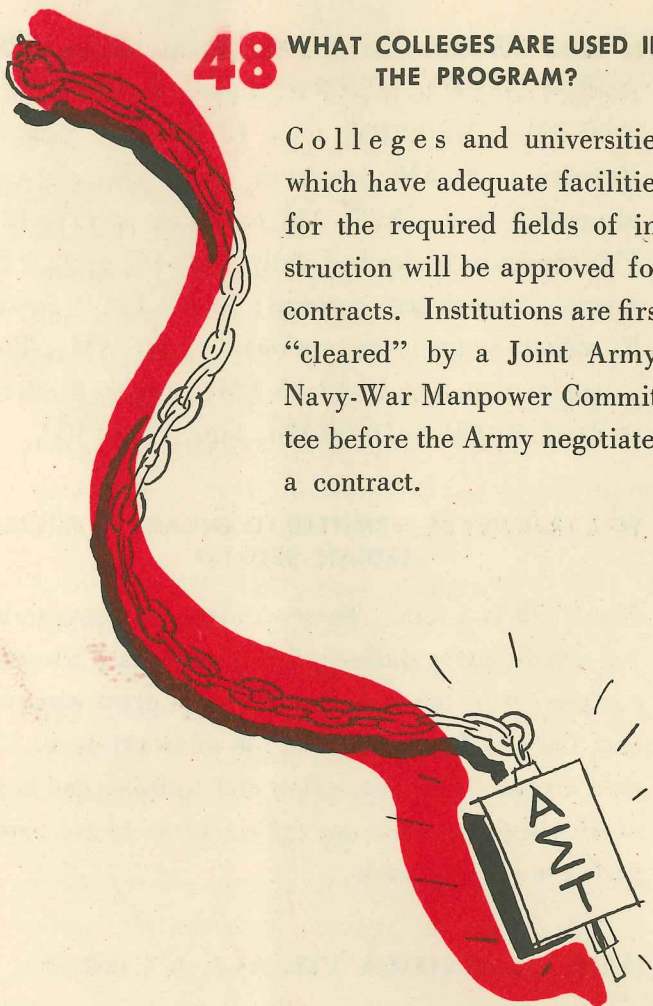 48 WHAT COLLEGES ARE USED I
THE PROGRAM?
Colleges and universitie
which have adequate facilitie
for the required fields of in
struction will be approved fo
contracts. Institutions are firs
“cleared” by a Joint Army
Navy-War Manpower Commit
tee before the Army negotiate
a contract.
ΑΣΤ